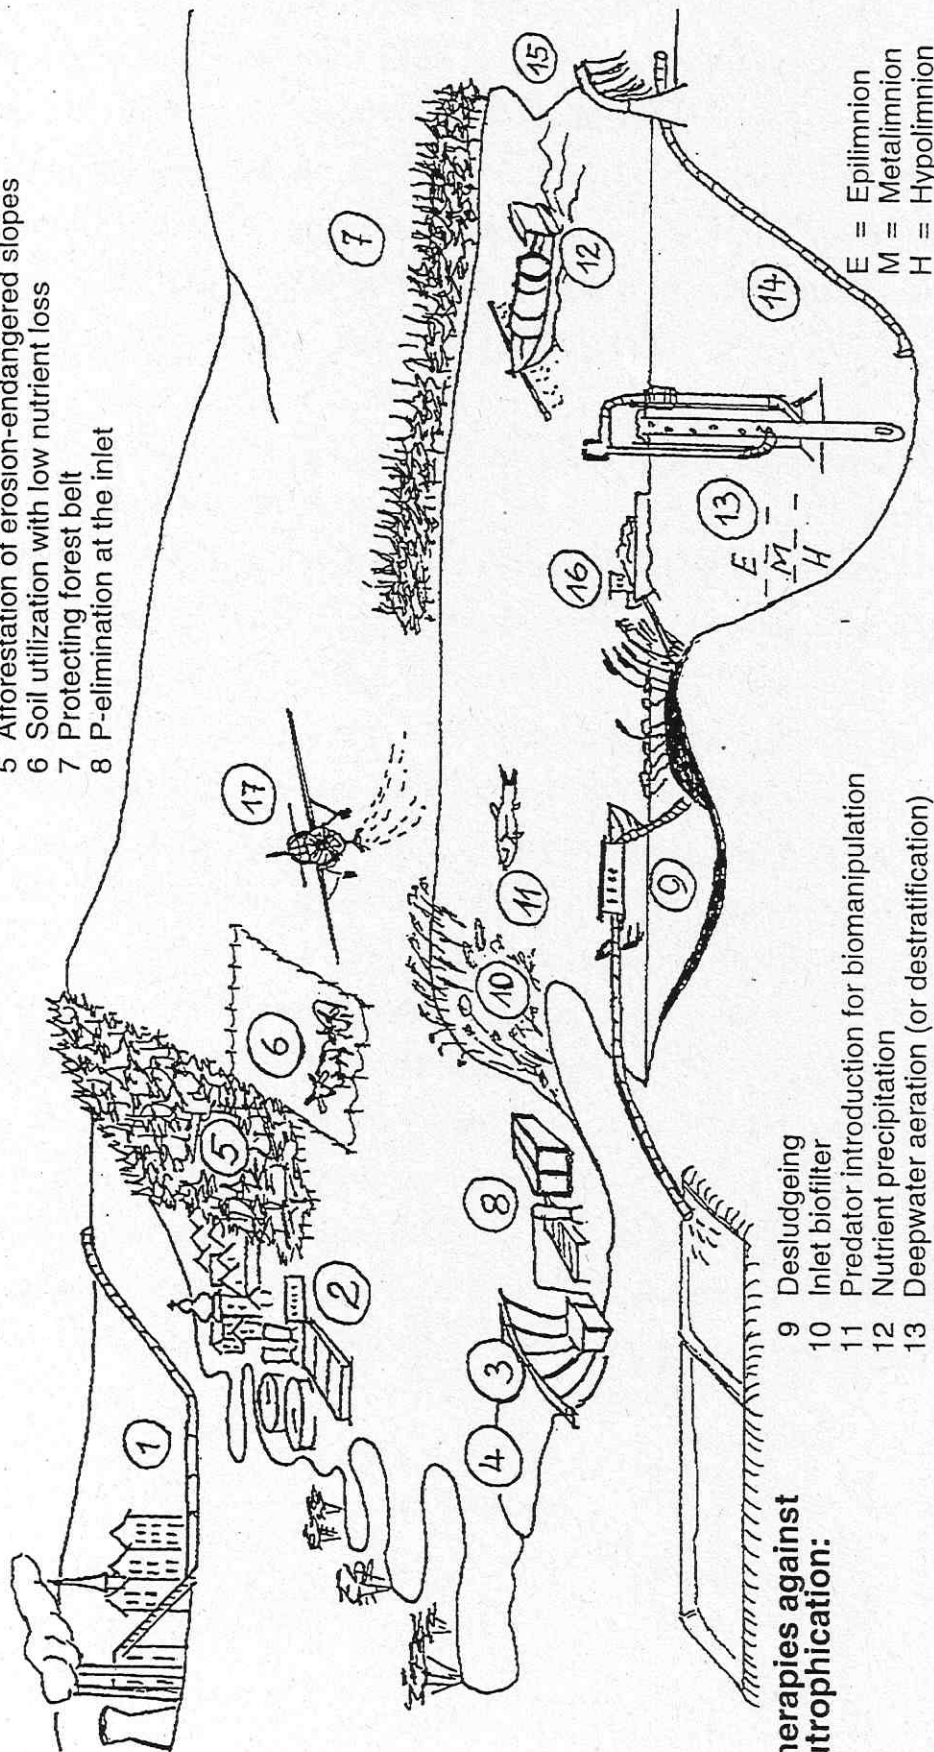 5 Afforestation of erosion-endangered slopes
6 Soil utilization with low nutrient loss
7 Protecting forest belt
8 P-elimination at the inlet
1
2
3
4
5
6
7
8
9
10
11
12
13
14
15
16
17
7
E
M
H
E = Epilimnion
M = Metalimnion
H = Hypolimnion
herapies against
utrophication:
9 Desludgeing
10 Inlet biofilter
11 Predator introduction for biomanipulation
12 Nutrient precipitation
13 Deepwater aeration (or destratification)